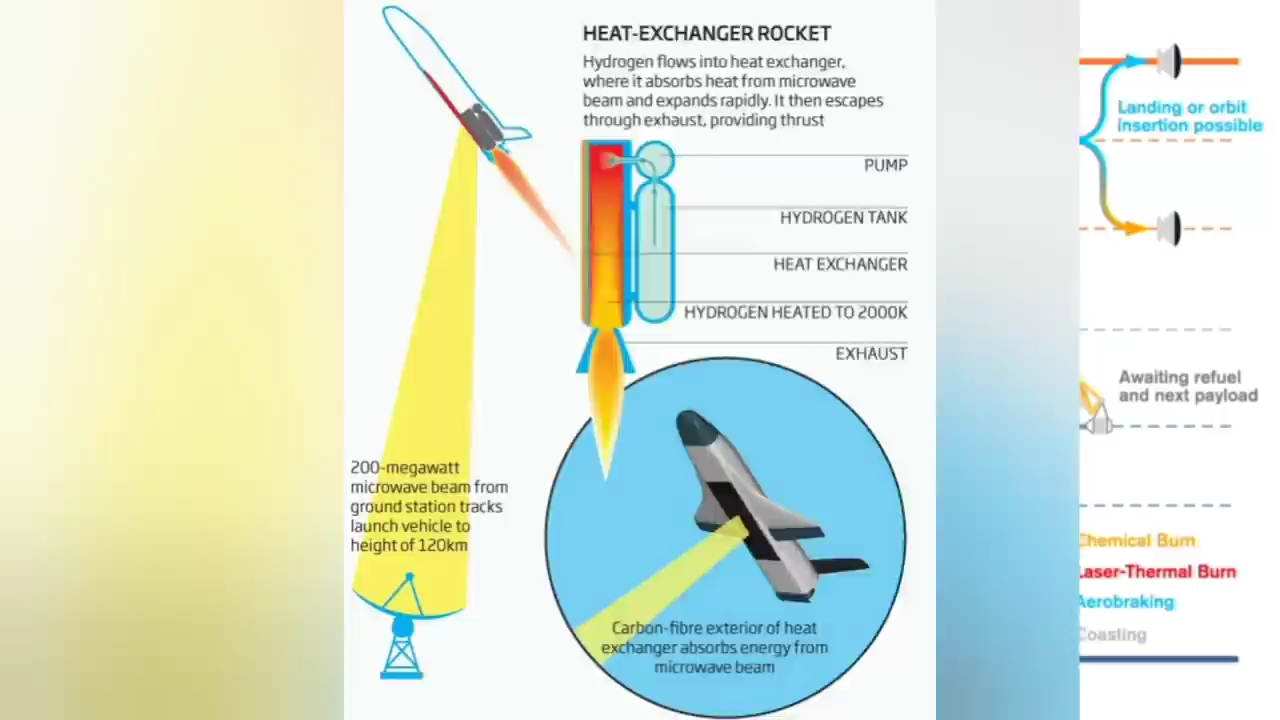 HEAT-EXCHANGER ROCKET
Hydrogen flows into heat exchanger,
where it absorbs heat from microwave
beam and expands rapidly. It then escapes
through exhaust, providing thrust
PUMP
HYDROGEN TANK
HEAT EXCHANGER
HYDROGEN HEATED TO 2000K
EXHAUST
200-megawatt
microwave beam from
ground station tracks
launch vehicle to
height of 120km
Carbon-fibre exterior of heat
exchanger absorbs energy from
microwave beam
Landing or orbit
insertion possible
Awaiting refuel
and next payload
Chemical Burn
Laser-Thermal Burn
Aerobraking
Coasting